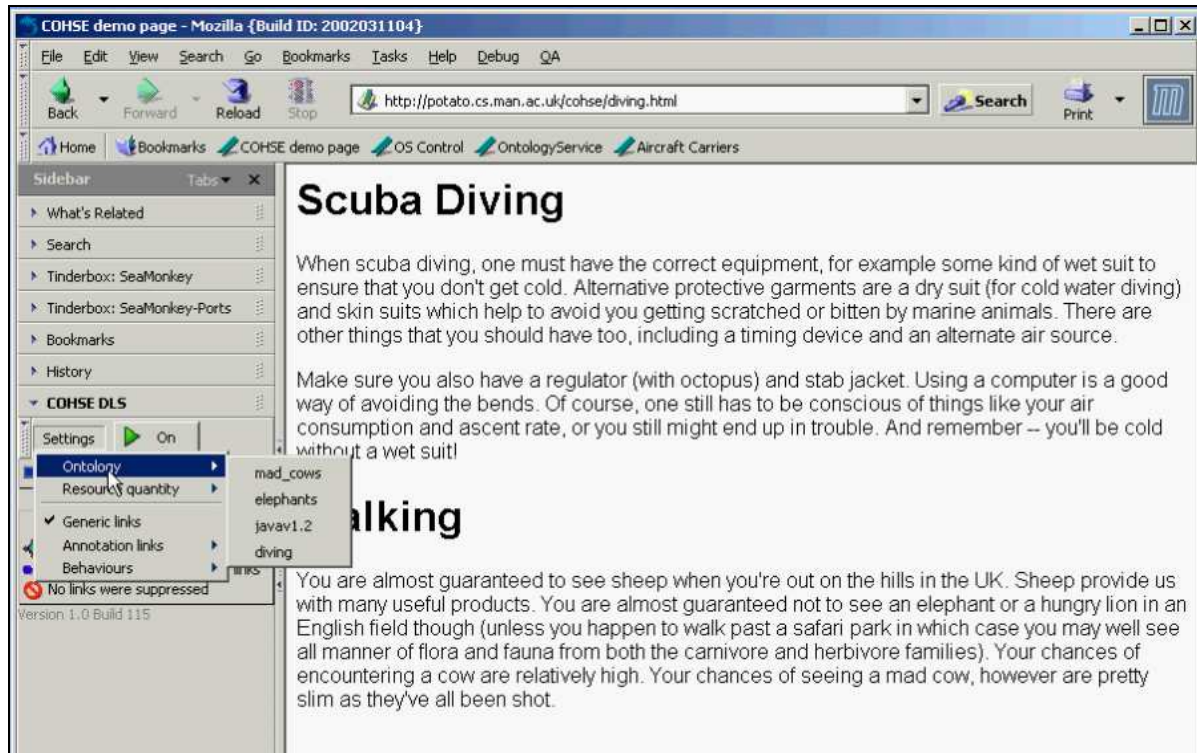 COHSE demo page - Mozilla {Build ID: 2002031104}
File Edit View Search Go Bookmarks Tasks Help Debug QA
Back Forward Reload Stop http://potato.cs.man.ac.uk/cohse/diving.html Search Print
Home Bookmarks COHSE demo page OS Control OntologyService Aircraft Carriers
Sidebar Tabs
What's Related
Search
Tinderbox: SeaMonkey
Tinderbox: SeaMonkey-Ports
Bookmarks
History
COHSE DLS
Settings On
Ontology
Resource quantity
Generic links
Annotation links
Behaviours
mad_cows
elephants
javav1.2
diving
links
No links were suppressed
Version 1.0 Build 115
Scuba Diving
When scuba diving, one must have the correct equipment, for example some kind of wet suit to
ensure that you don't get cold. Alternative protective garments are a dry suit (for cold water diving)
and skin suits which help to avoid you getting scratched or bitten by marine animals. There are
other things that you should have too, including a timing device and an alternate air source.
Make sure you also have a regulator (with octopus) and stab jacket. Using a computer is a good
way of avoiding the bends. Of course, one still has to be conscious of things like your air
consumption and ascent rate, or you still might end up in trouble. And remember -- you'll be cold
without a wet suit!
alking
You are almost guaranteed to see sheep when you're out on the hills in the UK. Sheep provide us
with many useful products. You are almost guaranteed not to see an elephant or a hungry lion in an
English field though (unless you happen to walk past a safari park in which case you may well see
all manner of flora and fauna from both the carnivore and herbivore families). Your chances of
encountering a cow are relatively high. Your chances of seeing a mad cow, however are pretty
slim as they've all been shot.